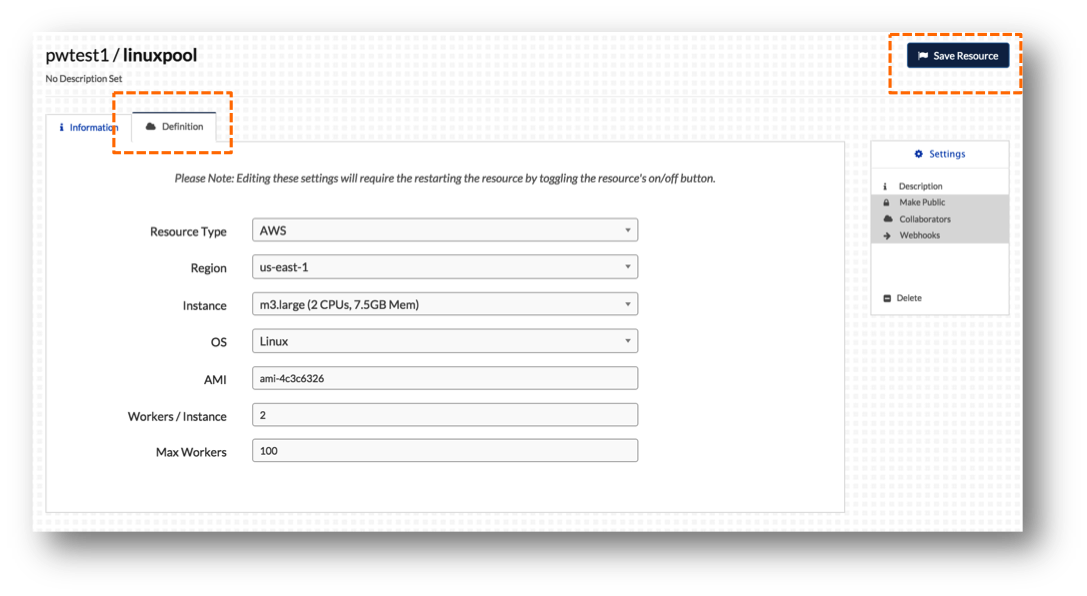 pwtest1 / linuxpool
Save Resource
No Description Set
Information
Definition
Settings
Please Note: Editing these settings will require the restarting the resource by toggling the resource's on/off button.
Description
Make Public
Collaborators
Webhooks
Delete
Resource Type AWS
Region us-east-1
Instance m3.large (2 CPUs, 7.5GB Mem)
OS Linux
AMI ami-4c3c6326
Workers / Instance 2
Max Workers 100